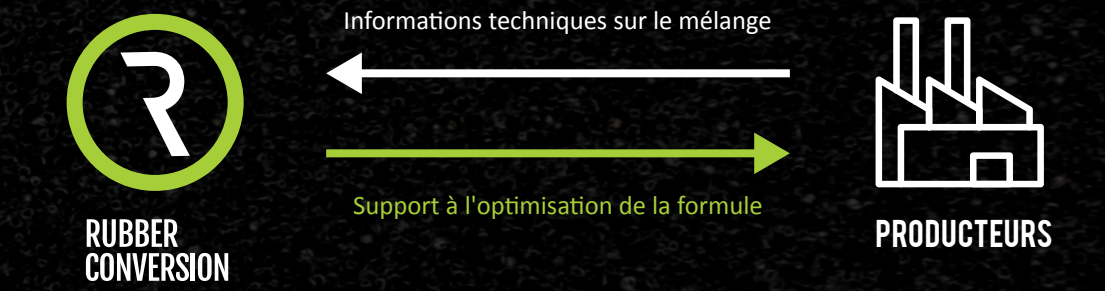 Informations techniques sur le mélange
Support à l'optimisation de la formule
RUBBER
CONVERSION
PRODUCTEURS